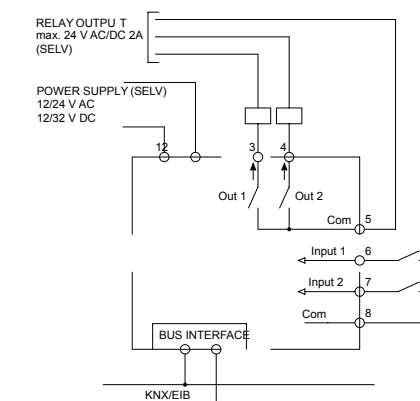 RELAY OUTPU T
max. 24 V AC/DC 2A
(SELV)
POWER SUPPLY (SELV)
12/24 V AC
12/32 V DC
12
3
4
Out 1
Out 2
Com 5
Input 1 6
Input 2 7
Com 8
BUS INTERFACE
KNX/EIB